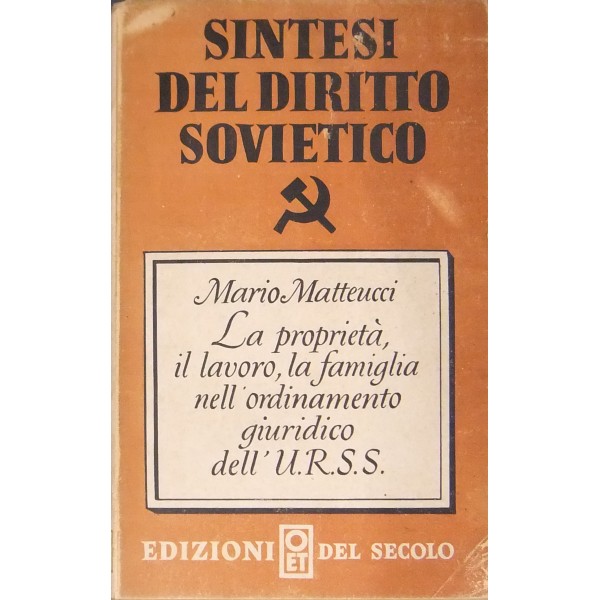 SINTESI
DEL DIRITTO
SOVIETICO
Mario Matteucci
La proprietà,
il lavoro, la famiglia
nell'ordinamento
giuridico
dell'U.R.S.S.
EDIZIONI OET DEL SECOLO